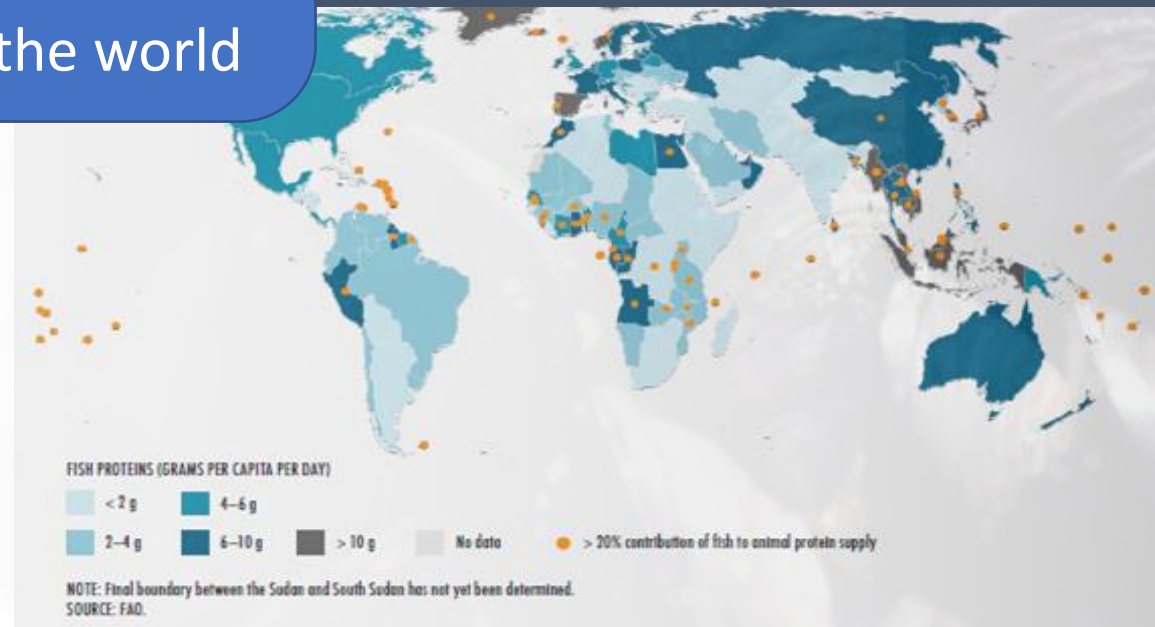 the world
FISH PROTEINS (GRAMS PER CAPITA PER DAY)
< 2 g
4–6 g
2–4 g
6–10 g
> 10 g
No data
> 20% contribution of fish to animal protein supply
NOTE: Final boundary between the Sudan and South Sudan has not yet been determined.
SOURCE: FAO.